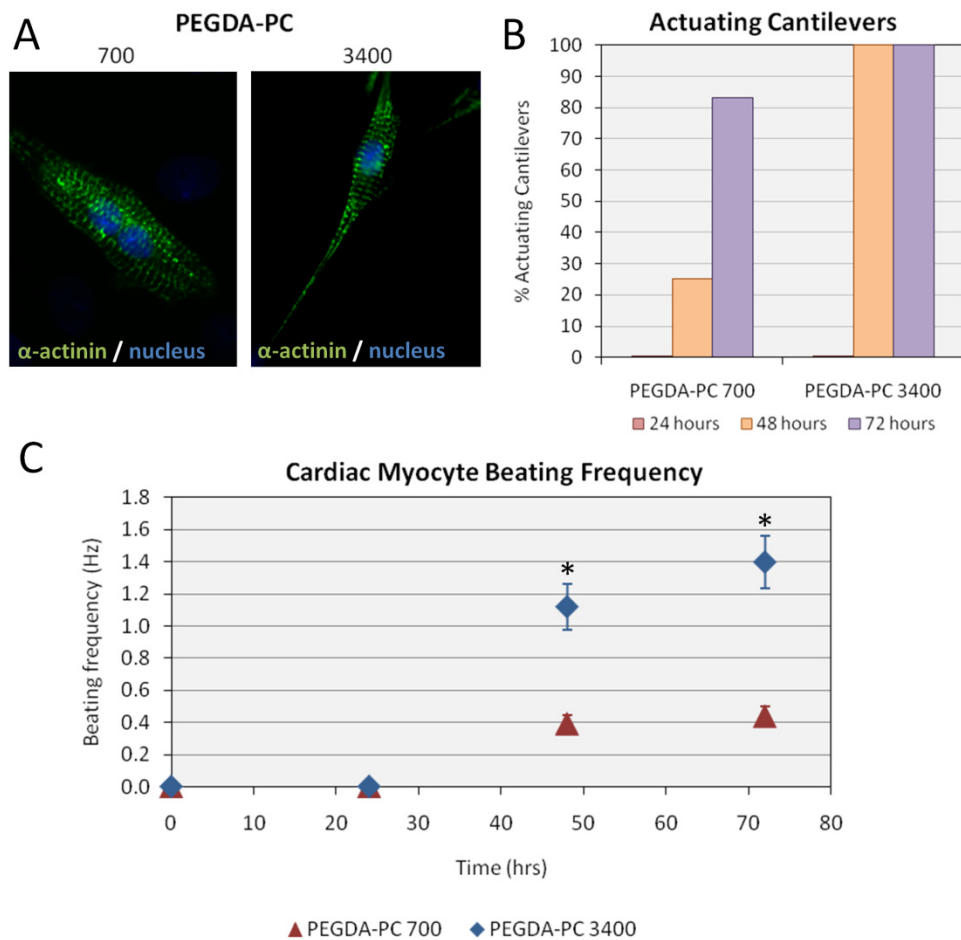 A
PEGDA-PC
700
3400
α-actinin / nucleus
α-actinin / nucleus
B
Actuating Cantilevers
% Actuating Cantilevers
100
90
80
70
60
50
40
30
20
10
0
PEGDA-PC 700
PEGDA-PC 3400
24 hours
48 hours
72 hours
C
Cardiac Myocyte Beating Frequency
Beating frequency (Hz)
1.8
1.6
1.4
1.2
1.0
0.8
0.6
0.4
0.2
0.0
*
*
0 10 20 30 40 50 60 70 80
Time (hrs)
PEGDA-PC 700
PEGDA-PC 3400